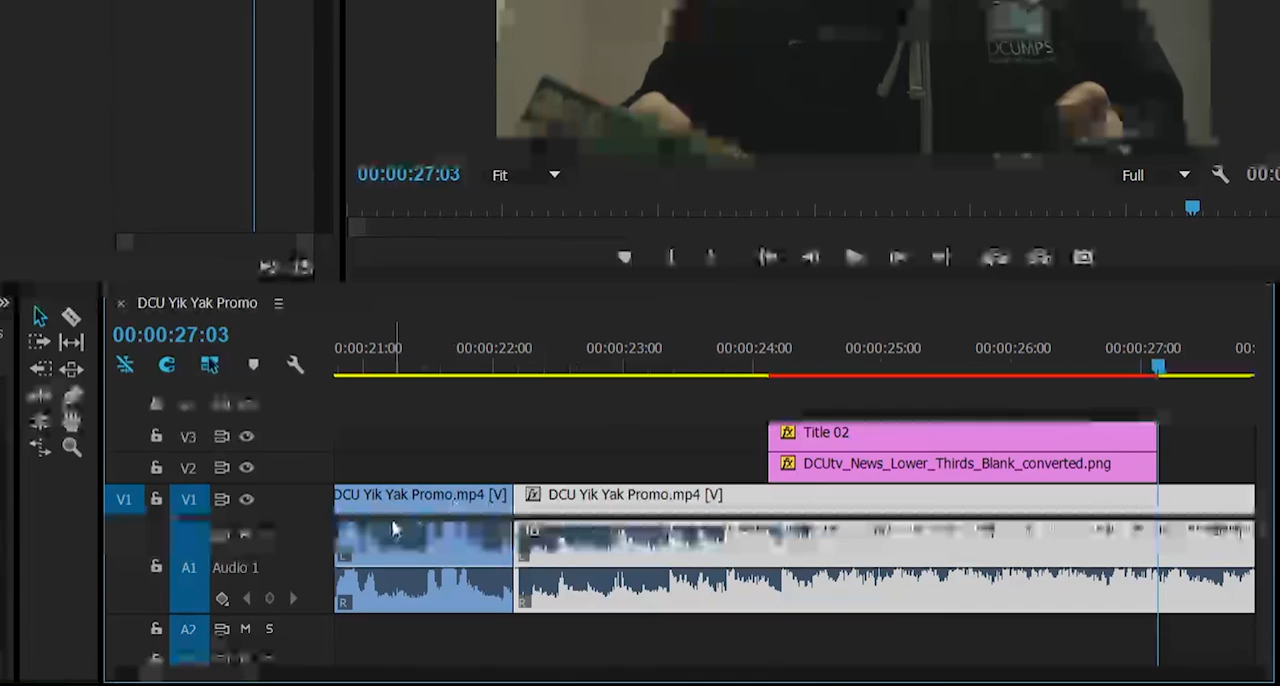 DCUMPS
00:00:27:03 Fit Full 00:0
DCU Yik Yak Promo
00:00:27:03
0:00:21:00 00:00:22:00 00:00:23:00 00:00:24:00 00:00:25:00 00:00:26:00 00:00:27:00 00:
V3 Title 02
V2 DCUtv_News_Lower_Thirds_Blank_converted.png
V1 V1 DCU Yik Yak Promo.mp4 [V] DCU Yik Yak Promo.mp4 [V]
L L
A1 Audio 1
R R
A2 M S